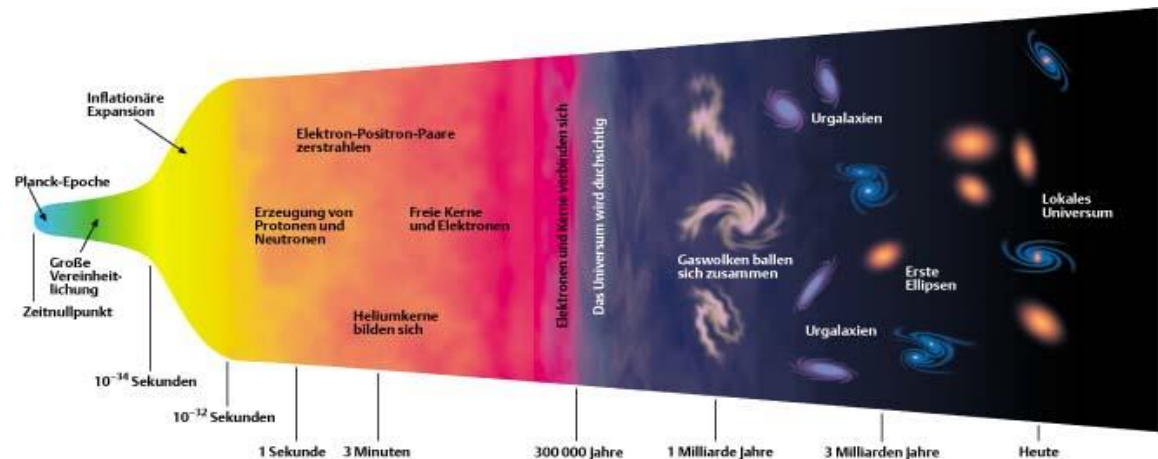 Inflationäre
Expansion
Planck-Epoche
Große
Vereinheit-
lichung
Zeitnullpunkt
10⁻³⁴ Sekunden
10⁻³² Sekunden
Elektron-Positron-Paare
zerstrahlen
Erzeugung von
Protonen und
Neutronen
Freie Kerne
und Elektronen
Heliumkerne
bilden sich
Elektronen und Kerne verbinden sich
Das Universum wird duchsichtig
Gaswolken ballen
sich zusammen
Urgalaxien
Urgalaxien
Erste
Ellipsen
Lokales
Universum
1 Sekunde
3 Minuten
300 000 Jahre
1 Milliarde Jahre
3 Milliarden Jahre
Heute